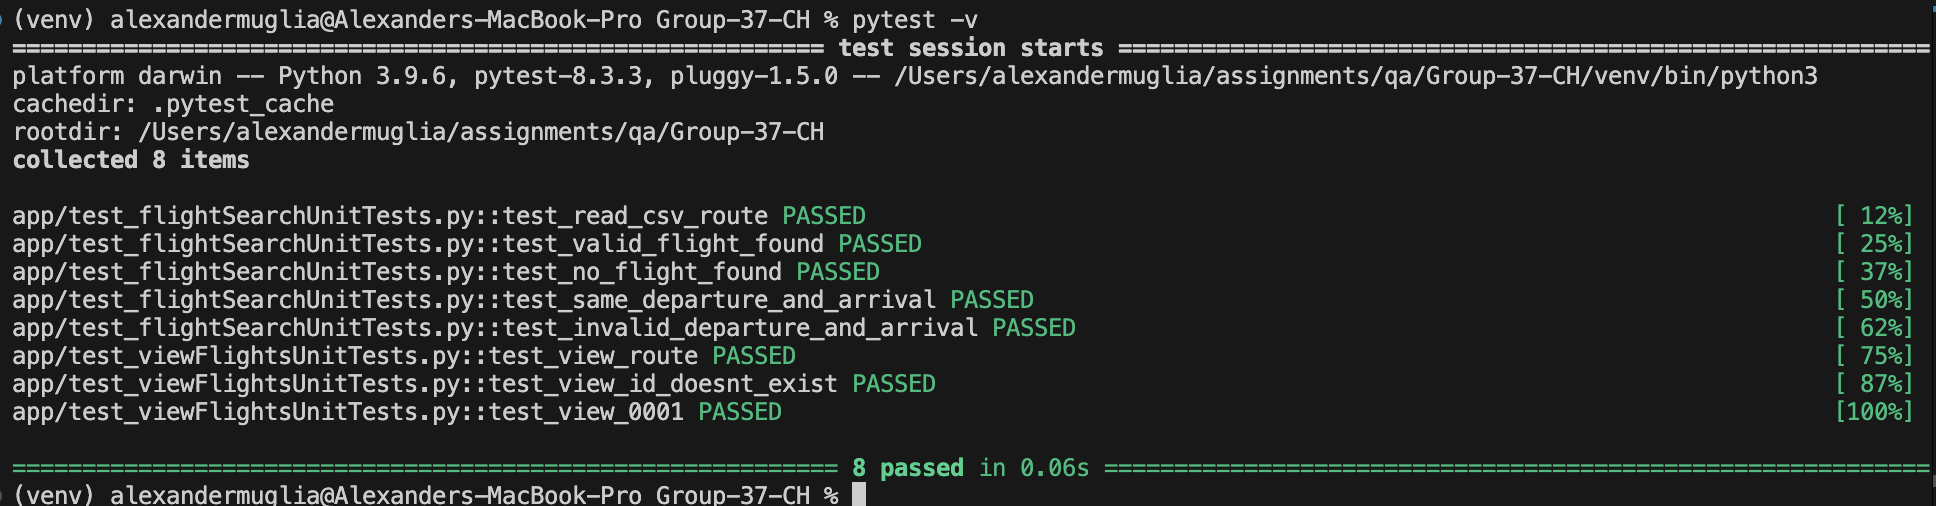 (venv) alexandermuglia@Alexanders-MacBook-Pro Group-37-CH % pytest -v
========================================================== test session starts ==========================================================
platform darwin -- Python 3.9.6, pytest-8.3.3, pluggy-1.5.0 -- /Users/alexandermuglia/assignments/qa/Group-37-CH/venv/bin/python3
cachedir: .pytest_cache
rootdir: /Users/alexandermuglia/assignments/qa/Group-37-CH
collected 8 items
app/test_flightSearchUnitTests.py::test_read_csv_route PASSED [ 12%]
app/test_flightSearchUnitTests.py::test_valid_flight_found PASSED [ 25%]
app/test_flightSearchUnitTests.py::test_no_flight_found PASSED [ 37%]
app/test_flightSearchUnitTests.py::test_same_departure_and_arrival PASSED [ 50%]
app/test_flightSearchUnitTests.py::test_invalid_departure_and_arrival PASSED [ 62%]
app/test_viewFlightsUnitTests.py::test_view_route PASSED [ 75%]
app/test_viewFlightsUnitTests.py::test_view_id_doesnt_exist PASSED [ 87%]
app/test_viewFlightsUnitTests.py::test_view_0001 PASSED [100%]
=========================================================== 8 passed in 0.06s ===========================================================
(venv) alexandermuglia@Alexanders-MacBook-Pro Group-37-CH %